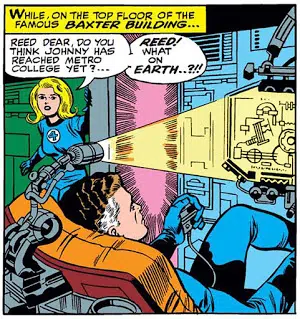 WHILE, ON THE TOP FLOOR OF THE
FAMOUS BAXTER BUILDING...
REED DEAR, DO YOU
THINK JOHNNY HAS
REACHED METRO
COLLEGE YET?...
REED!
WHAT
ON
EARTH..?!!